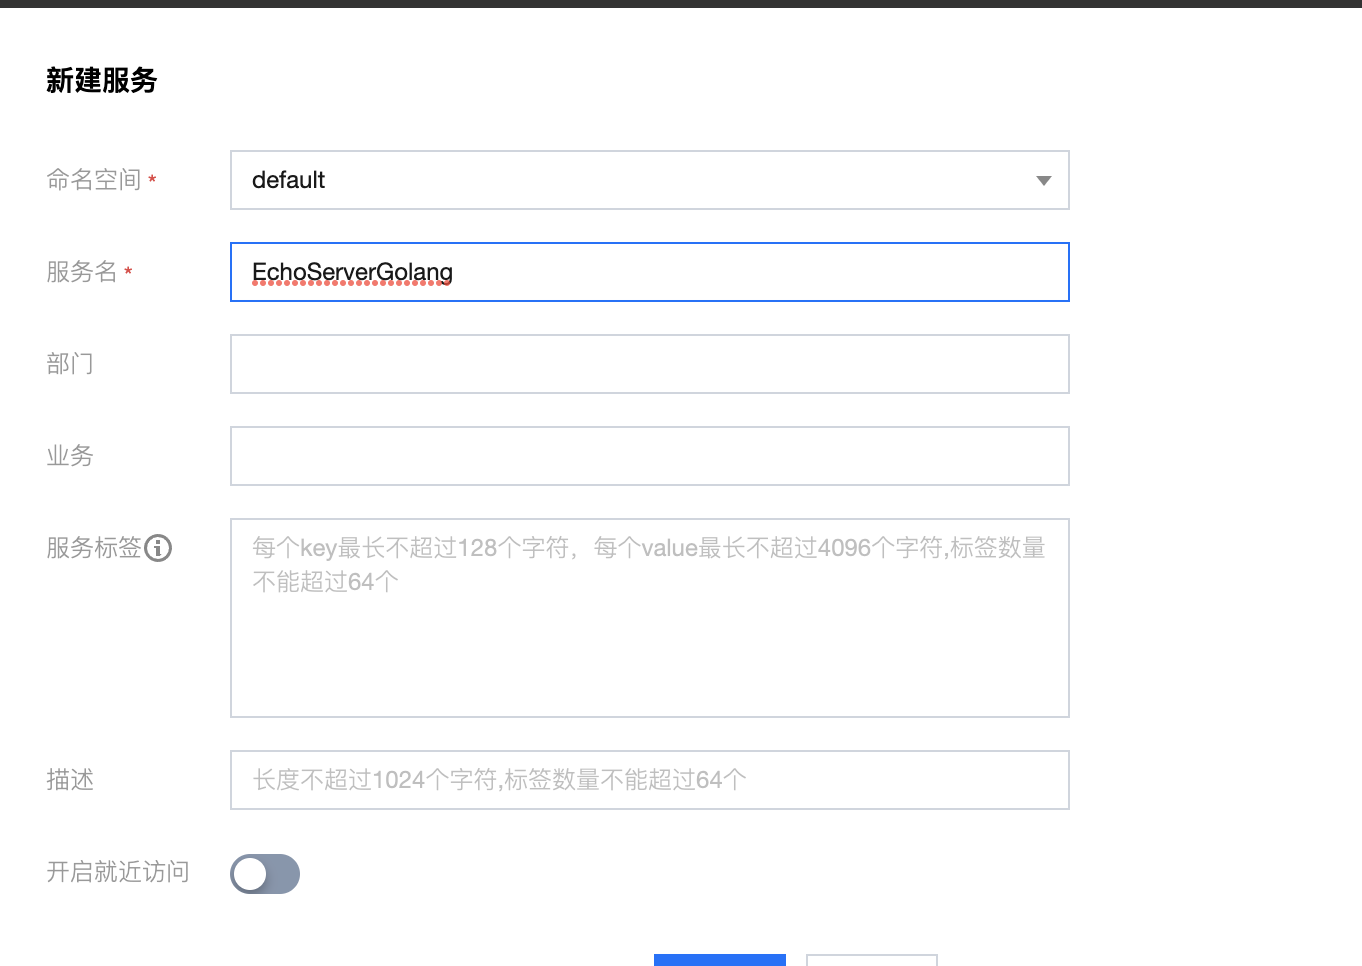 新建服务
命名空间 *
default
服务名 *
EchoServerGolang
部门
业务
服务标签
每个key最长不超过128个字符，每个value最长不超过4096个字符,标签数量
不能超过64个
描述
长度不超过1024个字符,标签数量不能超过64个
开启就近访问